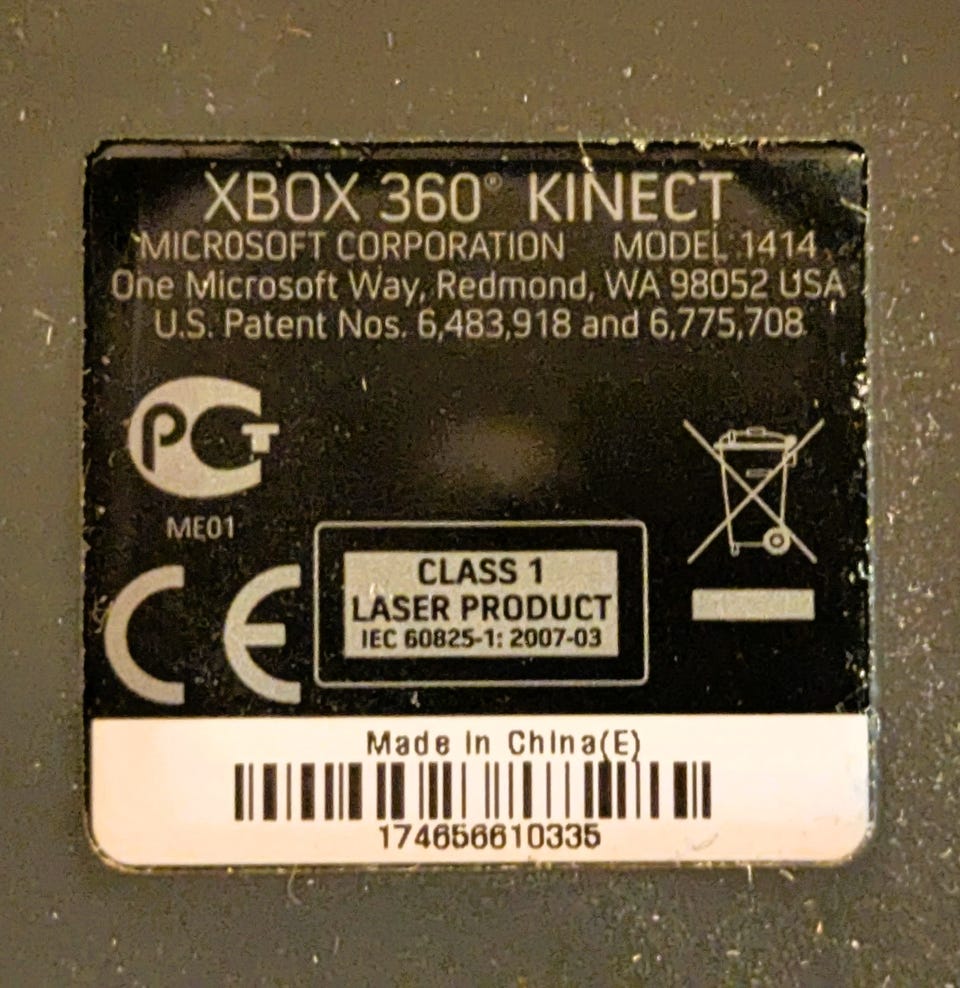 XBOX 360® KINECT
MICROSOFT CORPORATION MODEL 1414
One Microsoft Way, Redmond, WA 98052 USA
U.S. Patent Nos. 6,483,918 and 6,775,708
РСТ
ME01
CE
CLASS 1
LASER PRODUCT
IEC 60825-1: 2007-03
Made in China(E)
174656610335